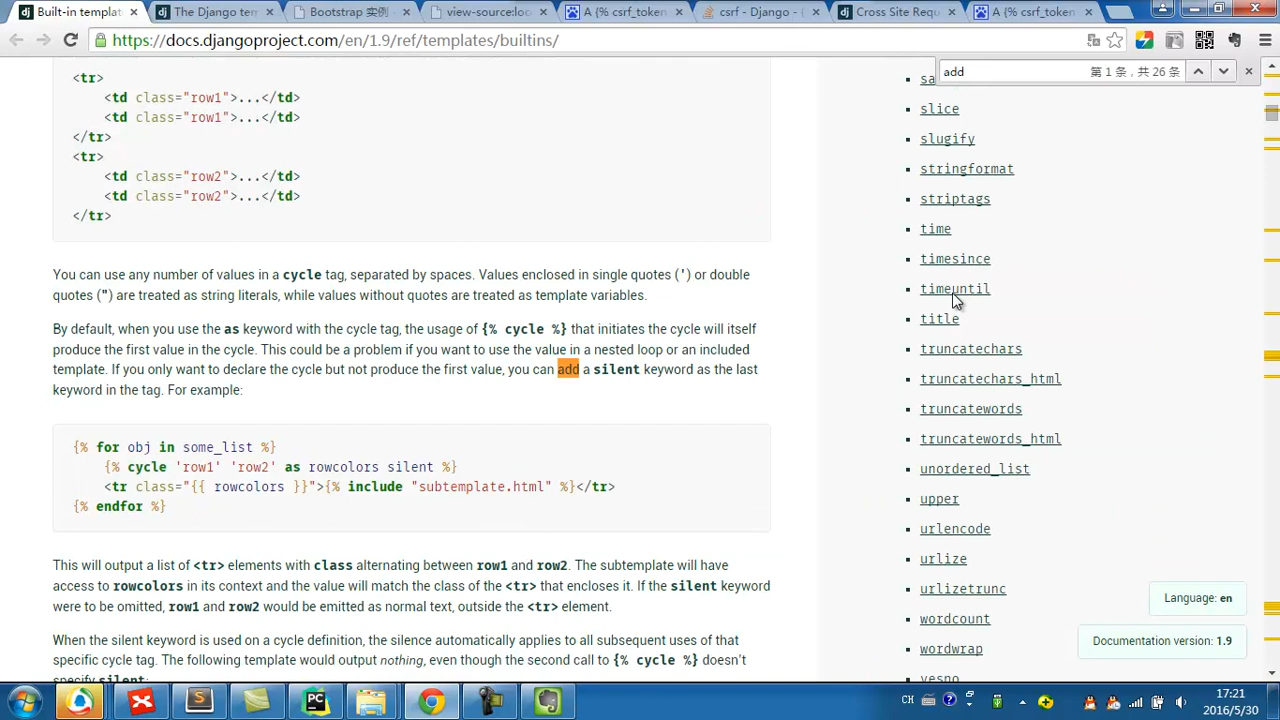 Built-in templat
The Django tem
Bootstrap 实例 -
view-source:loc
A {% csrf_token
csrf - Django -
Cross Site Requ
A {% csrf_token
https://docs.djangoproject.com/en/1.9/ref/templates/builtins/
add 第 1 条，共 26 条
<tr>
<td class="row1">...</td>
<td class="row1">...</td>
</tr>
<tr>
<td class="row2">...</td>
<td class="row2">...</td>
</tr>
You can use any number of values in a cycle tag, separated by spaces. Values enclosed in single quotes (') or double
quotes (") are treated as string literals, while values without quotes are treated as template variables.
By default, when you use the as keyword with the cycle tag, the usage of {% cycle %} that initiates the cycle will itself
produce the first value in the cycle. This could be a problem if you want to use the value in a nested loop or an included
template. If you only want to declare the cycle but not produce the first value, you can add a silent keyword as the last
keyword in the tag. For example:
{% for obj in some_list %}
{% cycle 'row1' 'row2' as rowcolors silent %}
<tr class="{{ rowcolors }}">{% include "subtemplate.html" %}</tr>
{% endfor %}
This will output a list of <tr> elements with class alternating between row1 and row2. The subtemplate will have
access to rowcolors in its context and the value will match the class of the <tr> that encloses it. If the silent keyword
were to be omitted, row1 and row2 would be emitted as normal text, outside the <tr> element.
When the silent keyword is used on a cycle definition, the silence automatically applies to all subsequent uses of that
specific cycle tag. The following template would output nothing, even though the second call to {% cycle %} doesn't
specify silent:
slice
slugify
stringformat
striptags
time
timesince
timeuntil
title
truncatechars
truncatechars_html
truncatewords
truncatewords_html
unordered_list
upper
urlencode
urlize
urlizetrunc
wordcount
wordwrap
yesno
Language: en
Documentation version: 1.9
CH
17:21
2016/5/30